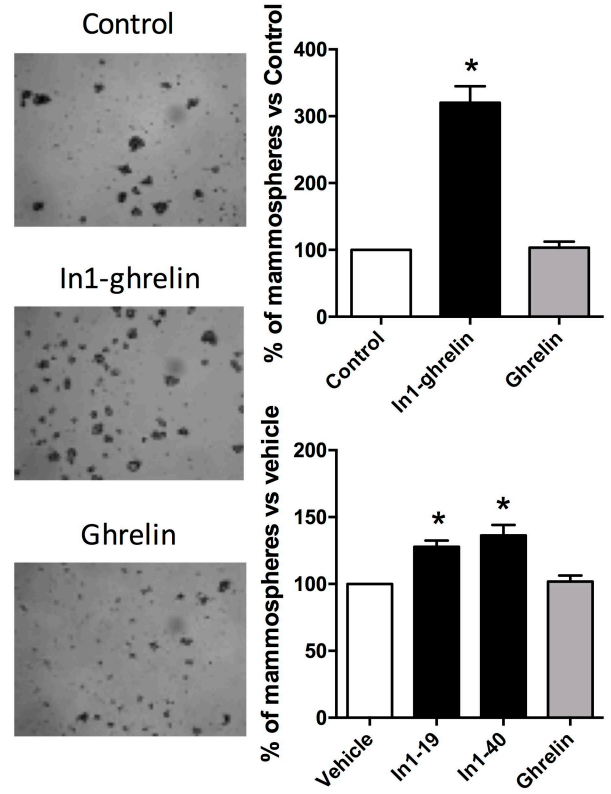 Control
In1-ghrelin
Ghrelin
% of mammospheres vs Control
400
300
200
100
0
*
Control
In1-ghrelin
Ghrelin
% of mammospheres vs vehicle
200
150
100
50
0
*
*
Vehicle
In1-19
In1-40
Ghrelin